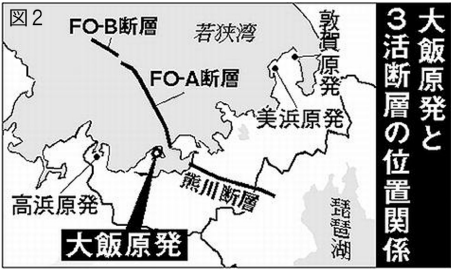 大飯原発と
3活断層の位置関係
図2
FO-B断層
若狭湾
敦賀原発
FO-A断層
美浜原発
熊川断層
高浜原発
大飯原発
琵琶湖